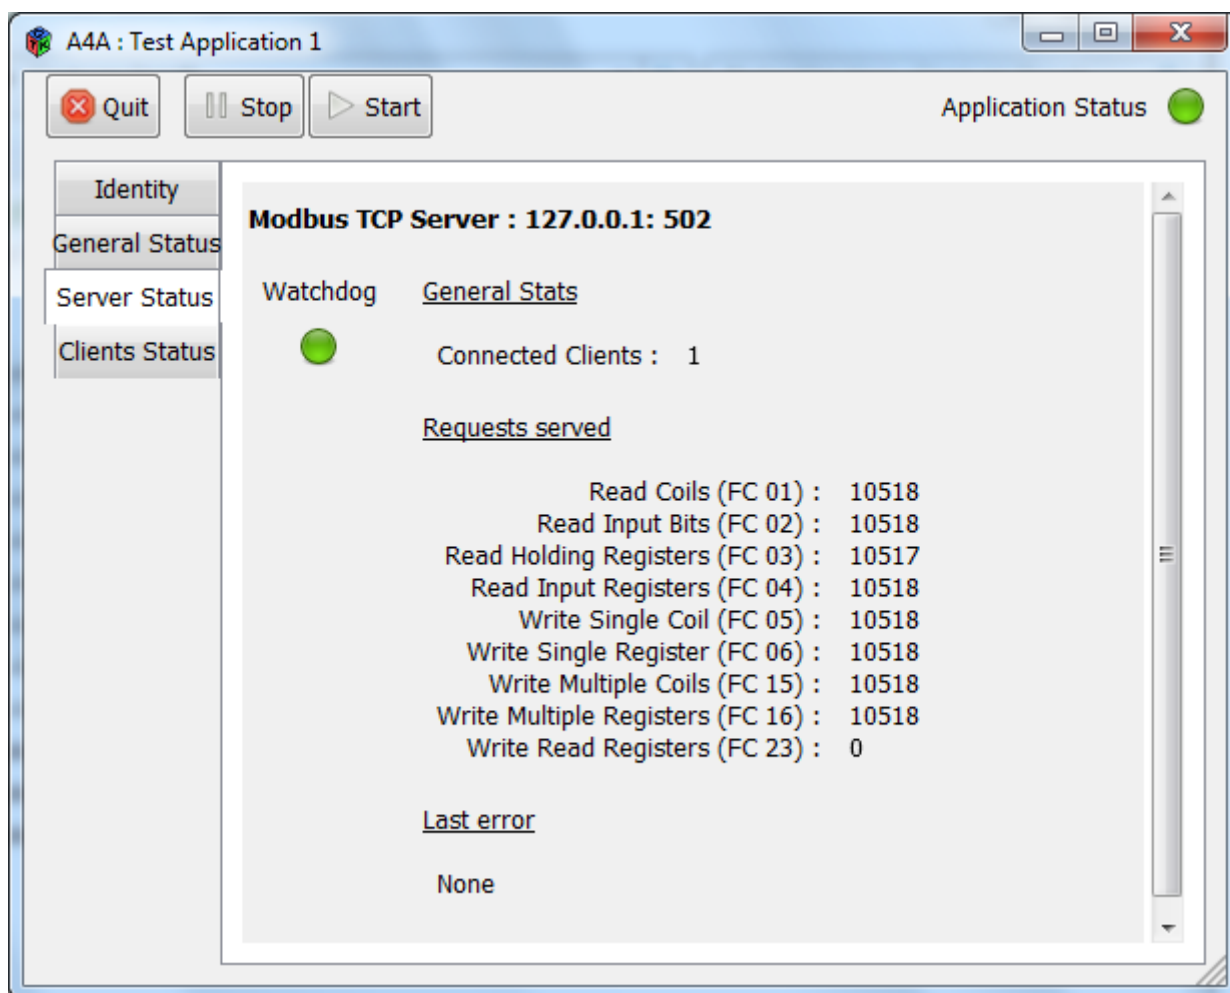 A4A : Test Application 1
Quit Stop Start Application Status
Identity
General Status
Server Status
Clients Status
Modbus TCP Server : 127.0.0.1: 502
Watchdog General Stats
Connected Clients : 1
Requests served
Read Coils (FC 01) : 10518
Read Input Bits (FC 02) : 10518
Read Holding Registers (FC 03) : 10517
Read Input Registers (FC 04) : 10518
Write Single Coil (FC 05) : 10518
Write Single Register (FC 06) : 10518
Write Multiple Coils (FC 15) : 10518
Write Multiple Registers (FC 16) : 10518
Write Read Registers (FC 23) : 0
Last error
None